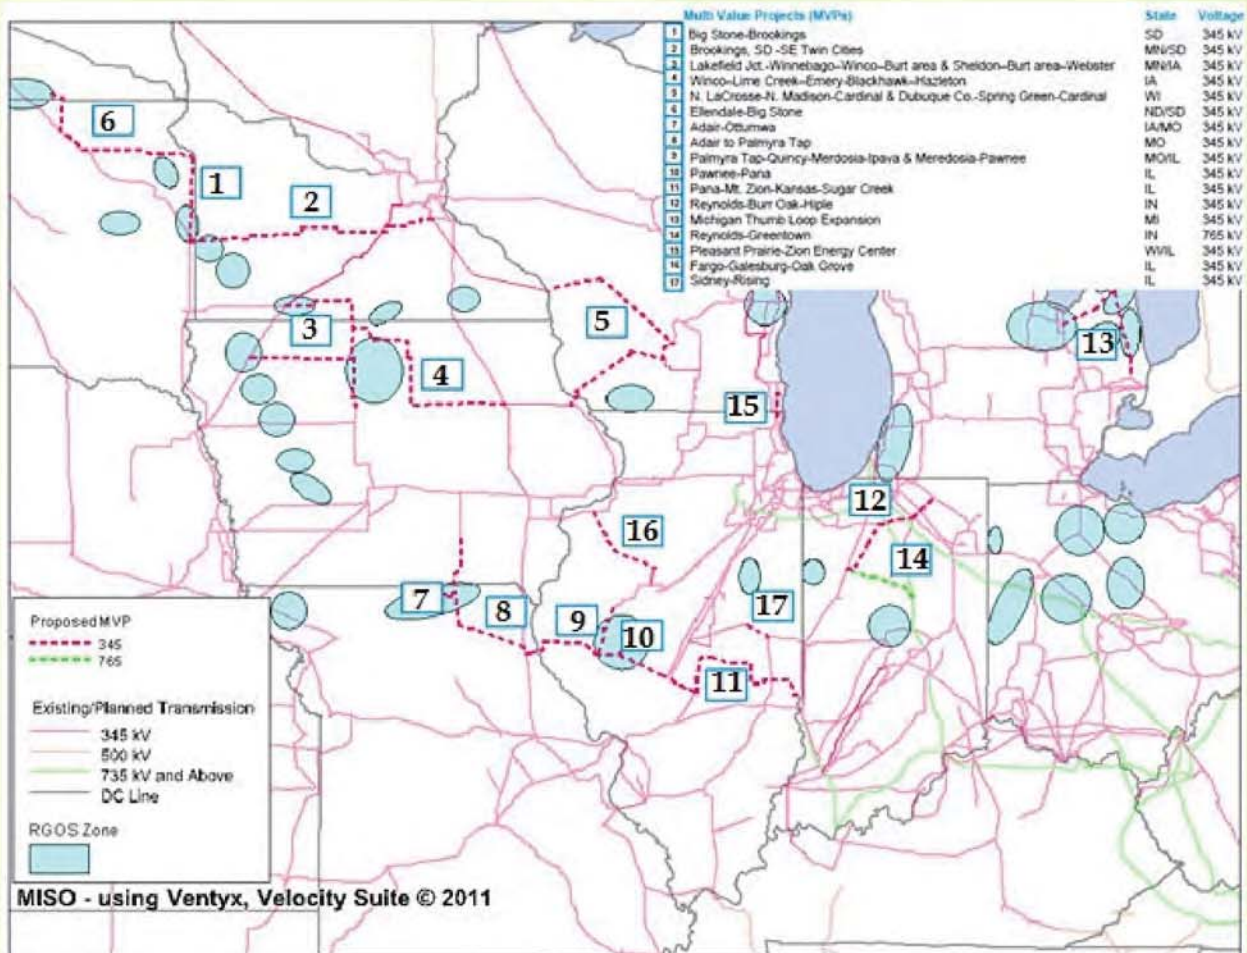 Multi Value Projects (MVPs) State Voltage
1 Big Stone-Brookings SD 345 kV
2 Brookings, SD -SE Twin Cities MN/SD 345 kV
3 Lakefield Jct.-Winnebago-Winco-Burt area & Sheldon-Burt area-Webster MN/IA 345 kV
4 Winco-Lime Creek-Emery-Blackhawk-Hazleton IA 345 kV
5 N. LaCrosse-N. Madison-Cardinal & Dubuque Co.-Spring Green-Cardinal WI 345 kV
6 Ellendale-Big Stone ND/SD 345 kV
7 Adair-Ottumwa IA/MO 345 kV
8 Adair to Palmyra Tap MO 345 kV
9 Palmyra Tap-Quincy-Merdosia-Ipava & Meredosia-Pawnee MO/IL 345 kV
10 Pawnee-Pana IL 345 kV
11 Pana-Mt. Zion-Kansas-Sugar Creek IL 345 kV
12 Reynolds-Burr Oak-Hiple IN 345 kV
13 Michigan Thumb Loop Expansion MI 345 kV
14 Reynolds-Greentown IN 765 kV
15 Pleasant Prairie-Zion Energy Center WI/IL 345 kV
16 Fargo-Galesburg-Oak Grove IL 345 kV
17 Sidney-Rising IL 345 kV
6
1
2
3
5
4
13
15
12
16
14
7
8
9
10
17
11
Proposed MVP
345
765
Existing/Planned Transmission
345 kV
500 kV
735 kV and Above
DC Line
RGOS Zone
MISO - using Ventyx, Velocity Suite © 2011